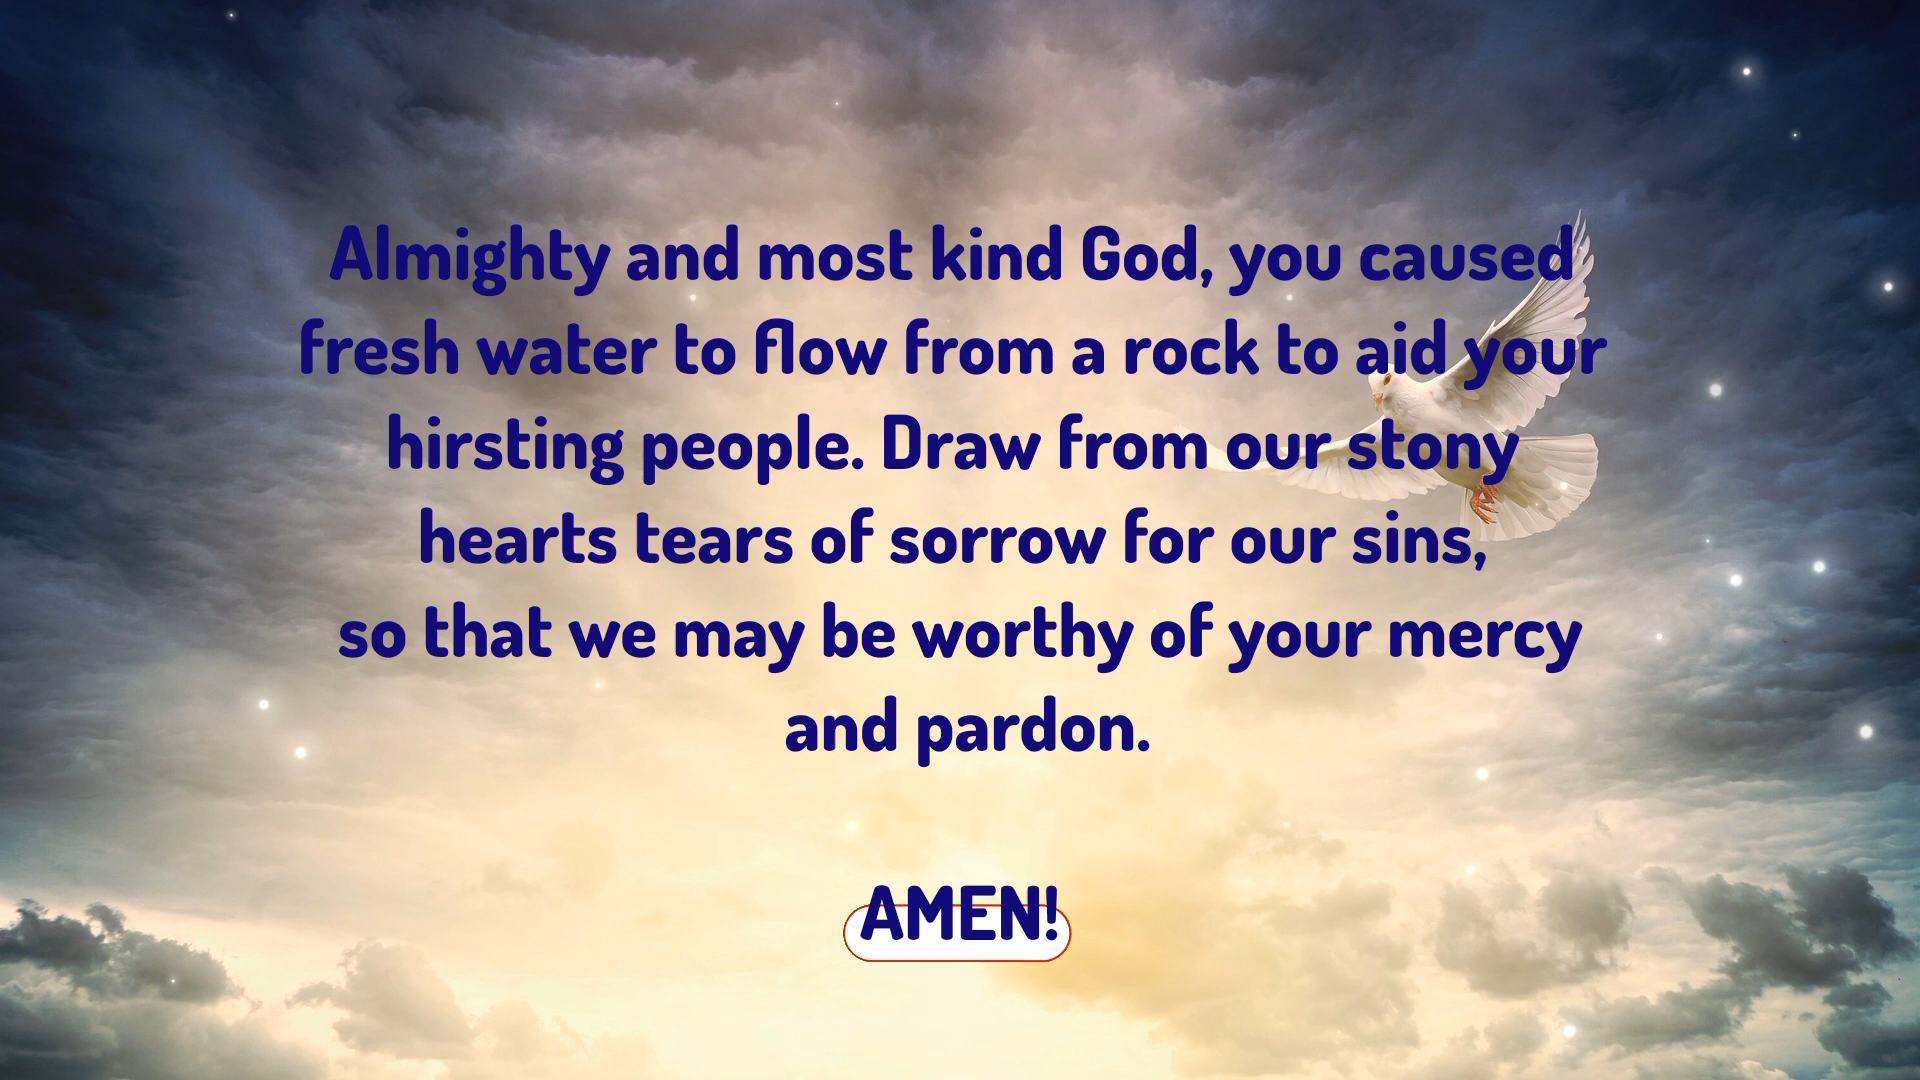 Almighty and most kind God, you caused
fresh water to flow from a rock to aid your
hirsting people. Draw from our stony
hearts tears of sorrow for our sins,
so that we may be worthy of your mercy
and pardon.
AMEN!